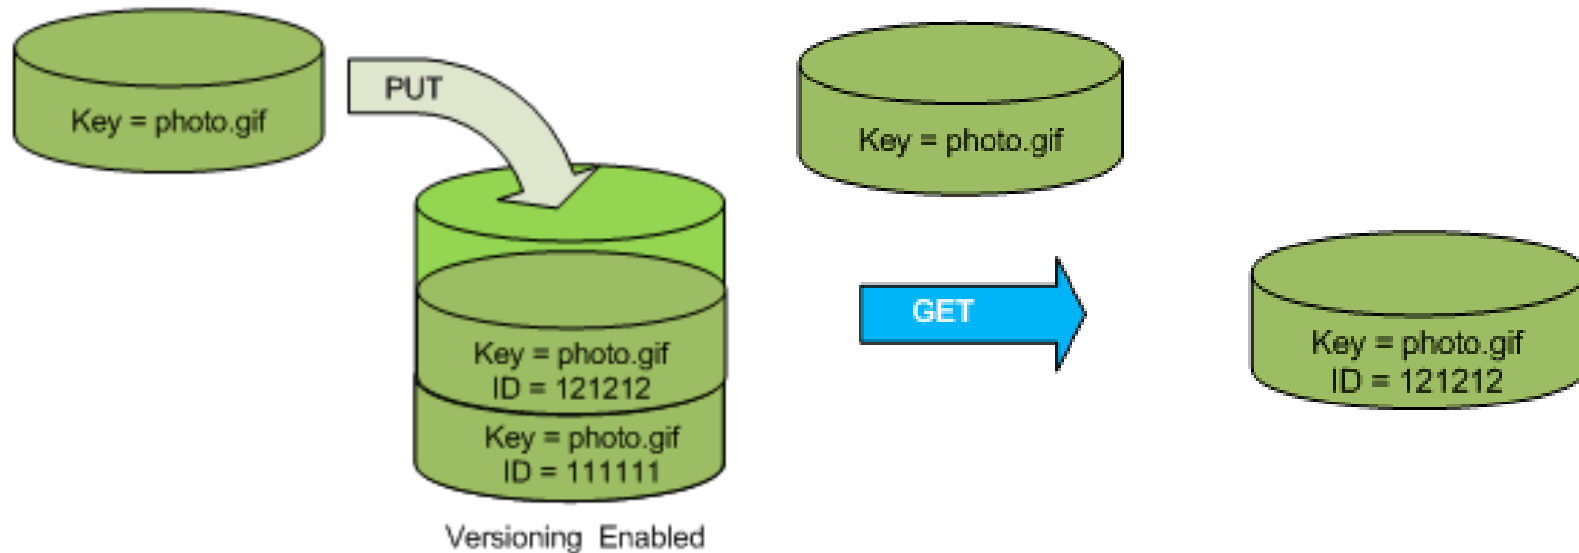 Key = photo.gif
PUT
Key = photo.gif
ID = 121212
Key = photo.gif
ID = 111111
Versioning Enabled
Key = photo.gif
GET
Key = photo.gif
ID = 121212